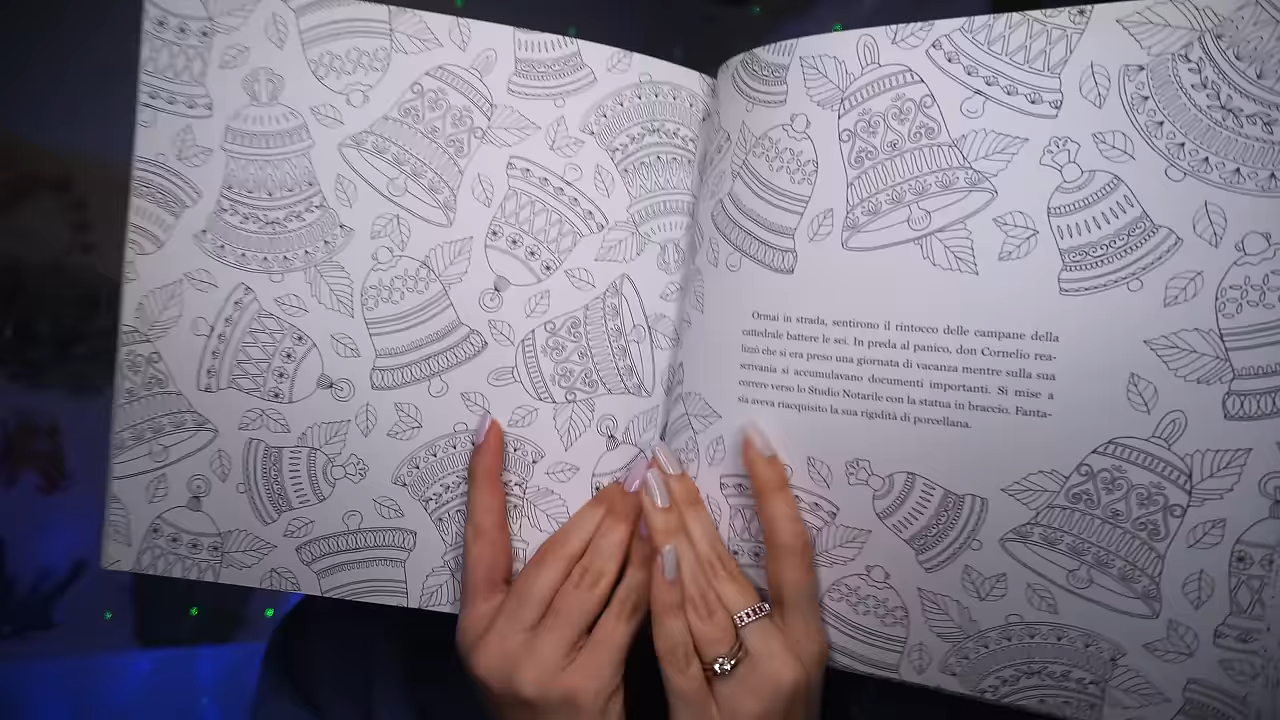 Ormai in strada, sentirono il rintocco delle campane della
cattedrale battere le sei. In preda al panico, don Cornelio rea-
lizzò che si era preso una giornata di vacanza mentre sulla sua
scrivania si accumulavano documenti importanti. Si mise a
correre verso lo Studio Notarile con la statua in braccio. Fanta-
sia aveva riacquisito la sua rigidità di porcellana.